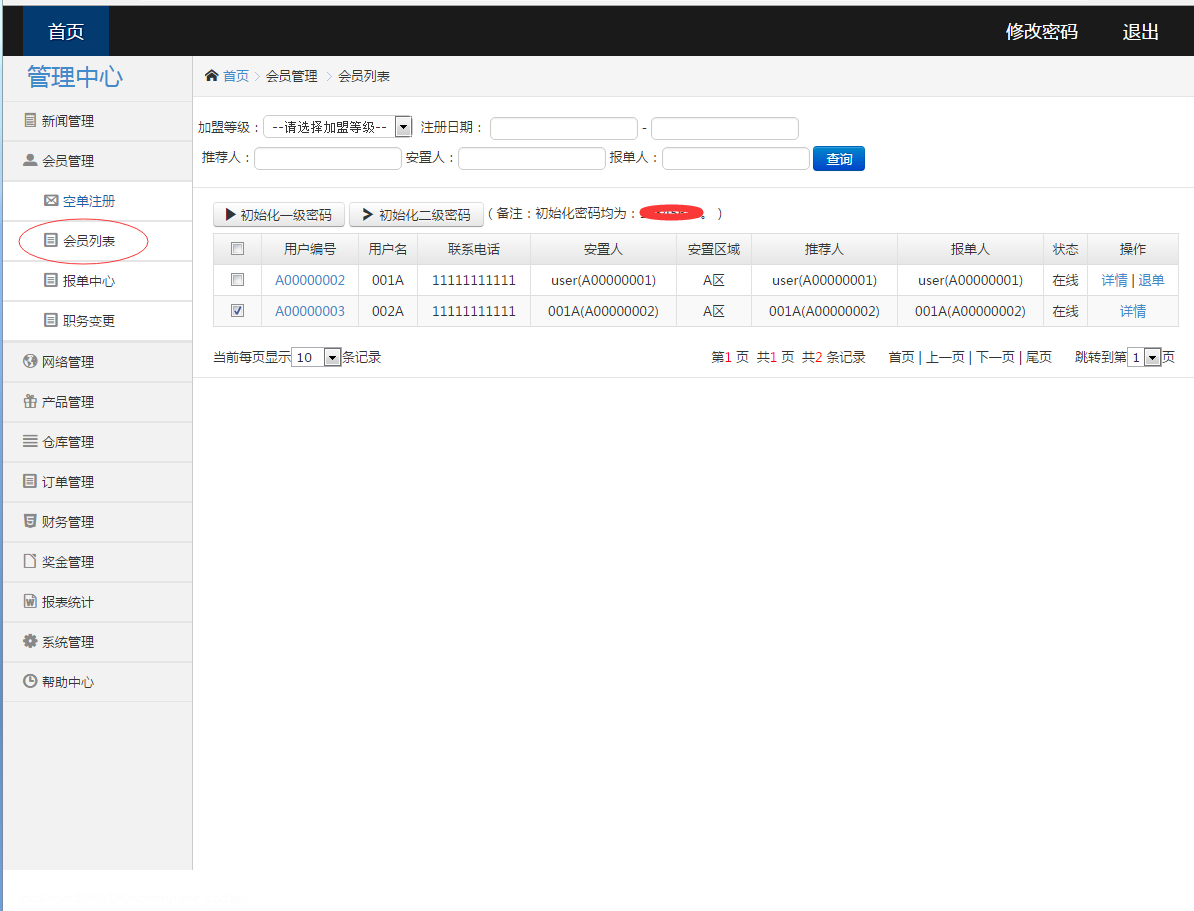 首页 修改密码 退出
管理中心
首页 会员管理 会员列表
新闻管理
会员管理
空单注册
会员列表
报单中心
职务变更
网络管理
产品管理
仓库管理
订单管理
财务管理
奖金管理
报表统计
系统管理
帮助中心
加盟等级： --请选择加盟等级-- 注册日期： -
推荐人： 安置人： 报单人： 查询
初始化一级密码 初始化二级密码 ( 备注：初始化密码均为： 。 )
用户编号 用户名 联系电话 安置人 安置区域 推荐人 报单人 状态 操作
A00000002 001A 11111111111 user(A00000001) A区 user(A00000001) user(A00000001) 在线 详情 | 退单
A00000003 002A 11111111111 001A(A00000002) A区 001A(A00000002) 001A(A00000002) 在线 详情
当前每页显示 10 条记录 第1 页 共1 页 共2 条记录 首页 | 上一页 | 下一页 | 尾页 跳转到第 1 页